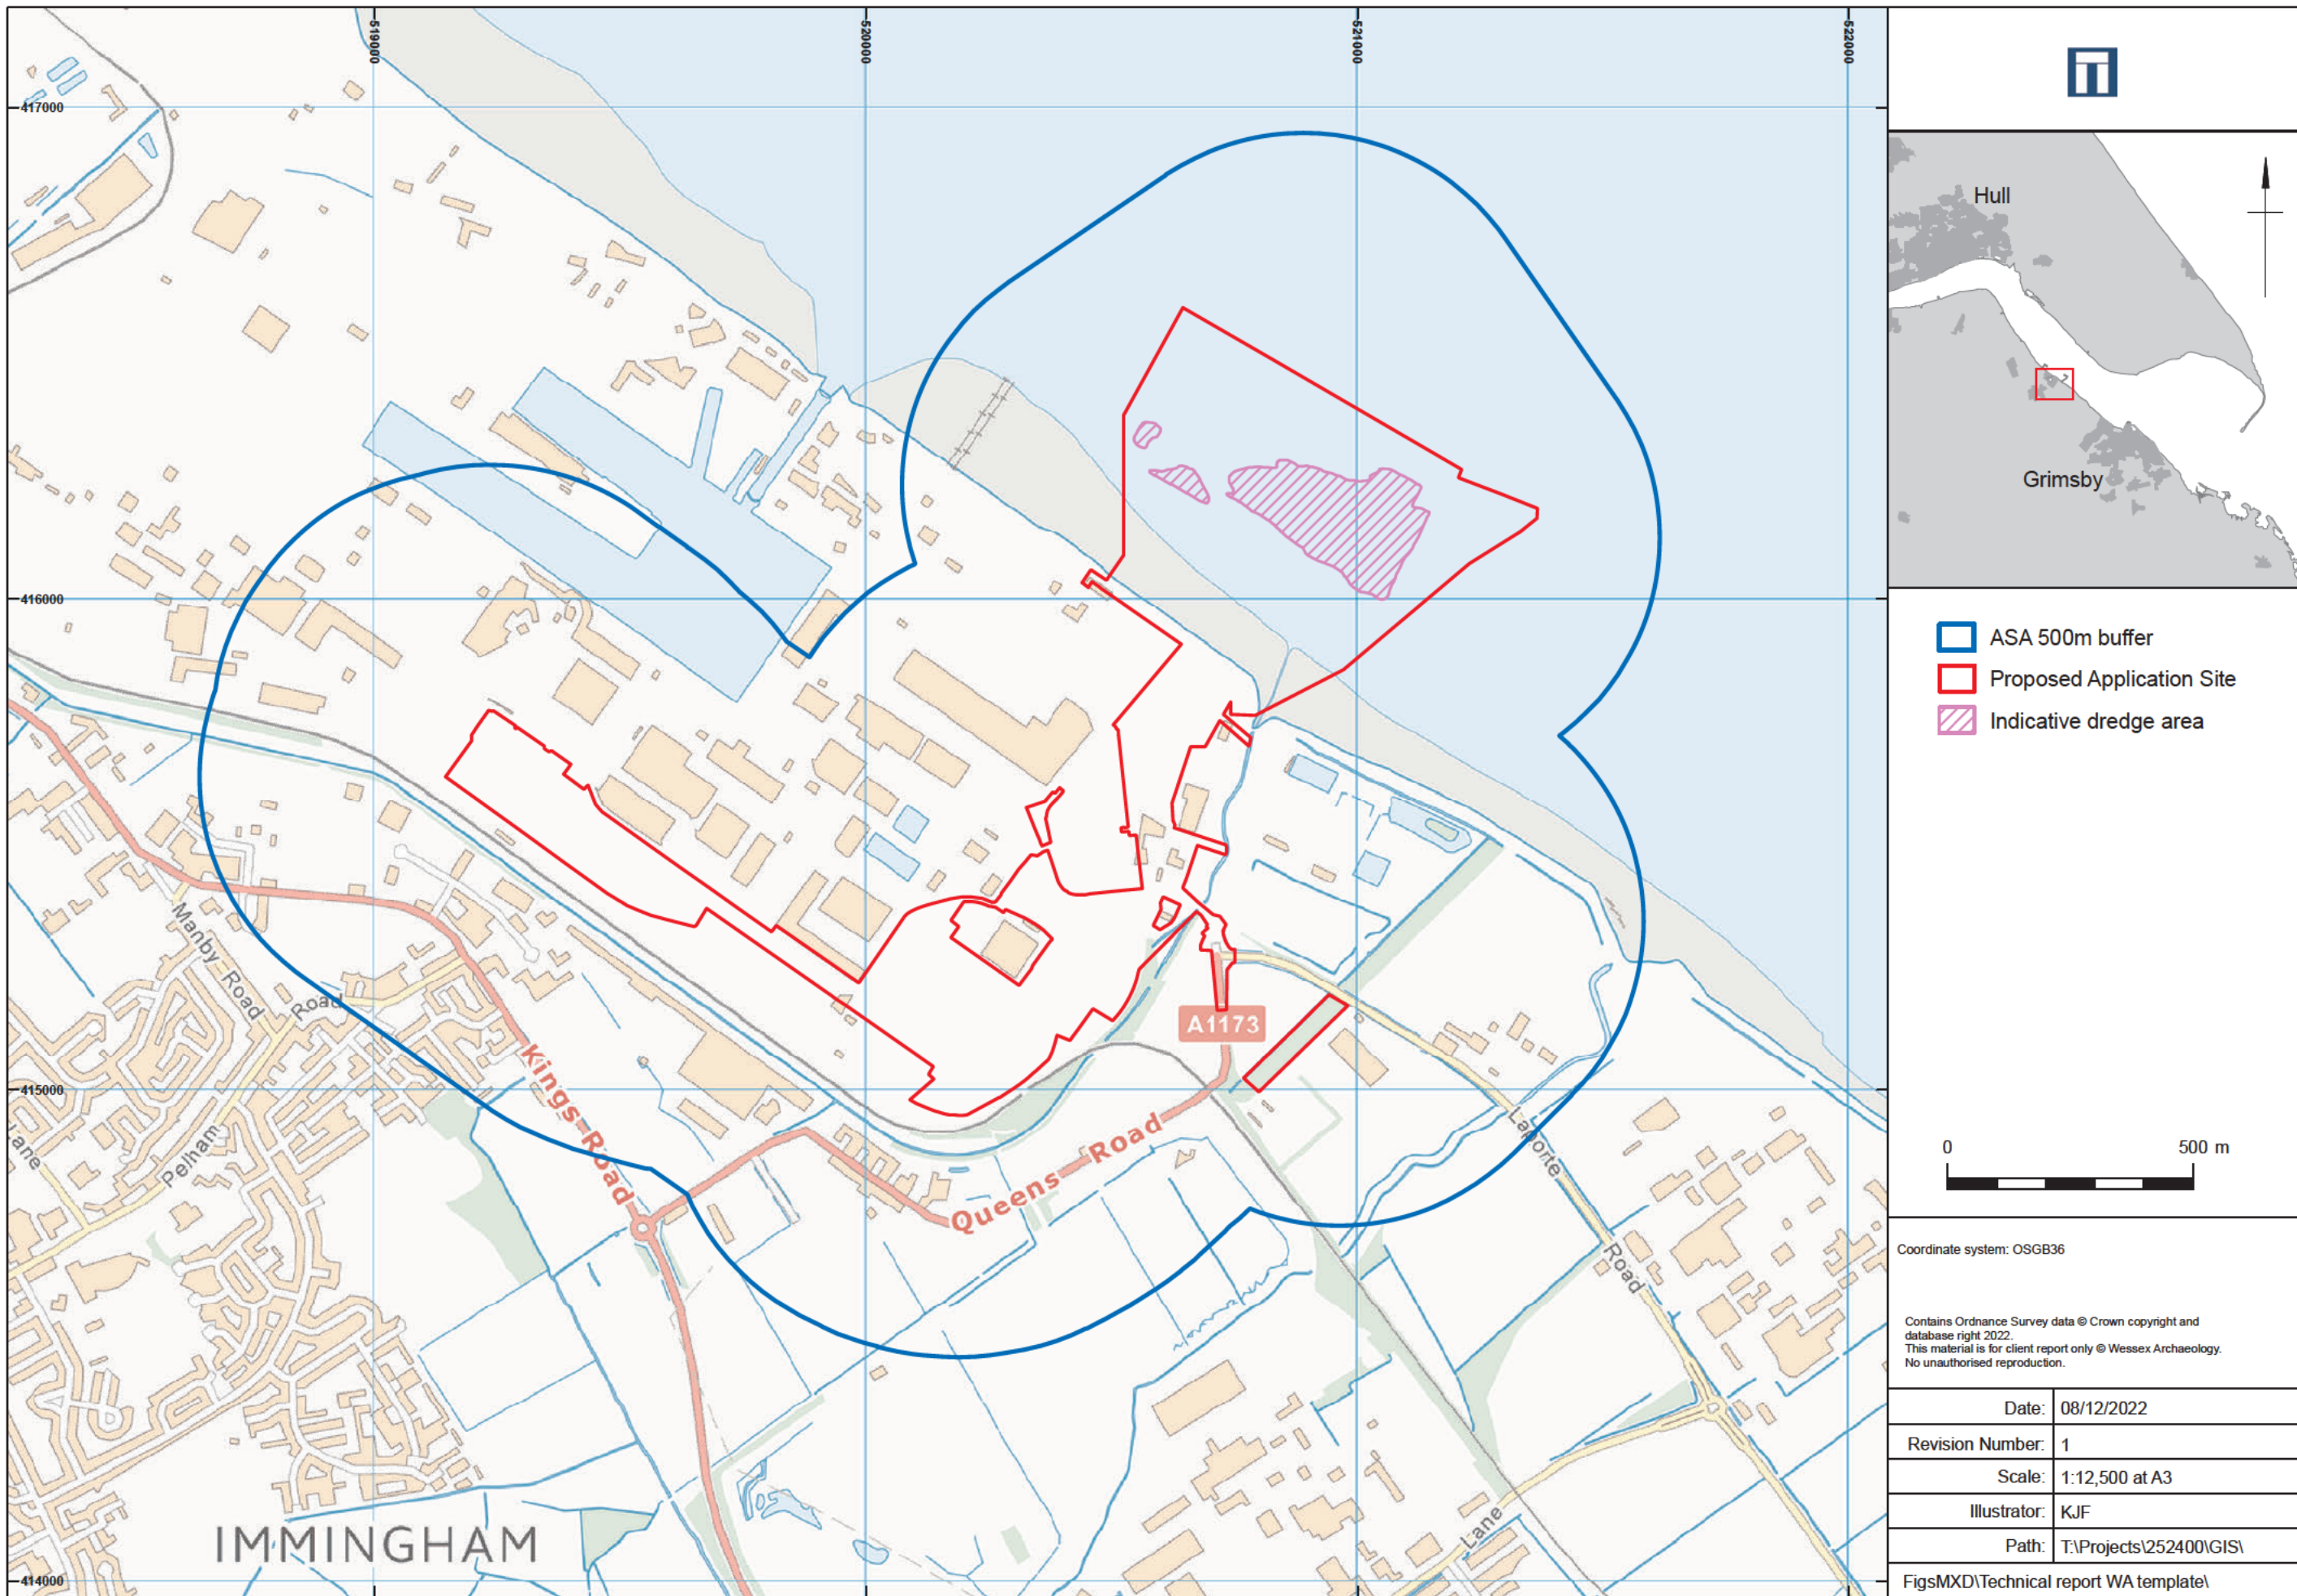 519000
520000
521000
522000
417000
416000
415000
414000
Manby Road
Road
Pelham
Lane
Kings Road
Queens Road
A1173
Laporte
Road
Lane
IMMINGHAM
Hull
Grimsby
ASA 500m buffer
Proposed Application Site
Indicative dredge area
0 500 m
Coordinate system: OSGB36
Contains Ordnance Survey data © Crown copyright and
database right 2022.
This material is for client report only © Wessex Archaeology.
No unauthorised reproduction.
Date: 08/12/2022
Revision Number: 1
Scale: 1:12,500 at A3
Illustrator: KJF
Path: T:\Projects\252400\GIS\
FigsMXD\Technical report WA template\